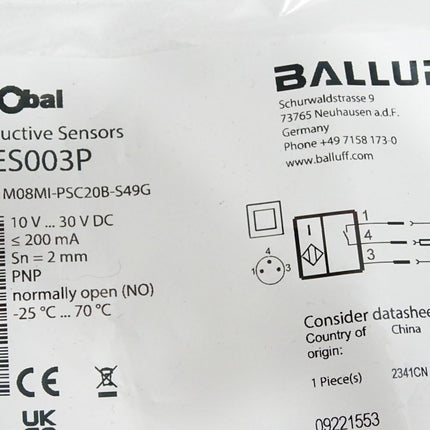 Obal
BALLUF
Schurwaldstrasse 9
73765 Neuhausen a.d.F.
Germany
Phone +49 7158 173-0
www.balluff.com
uctive Sensors
ES003P
M08MI-PSC20B-S49G
10 V ... 30 V DC
≤ 200 mA
Sn = 2 mm
PNP
normally open (NO)
-25 °C ... 70 °C
1
4
3
4
1 3
I
Consider datashee
Country of origin:
China
1 Piece(s)
2341CN
CE
UK
09221553